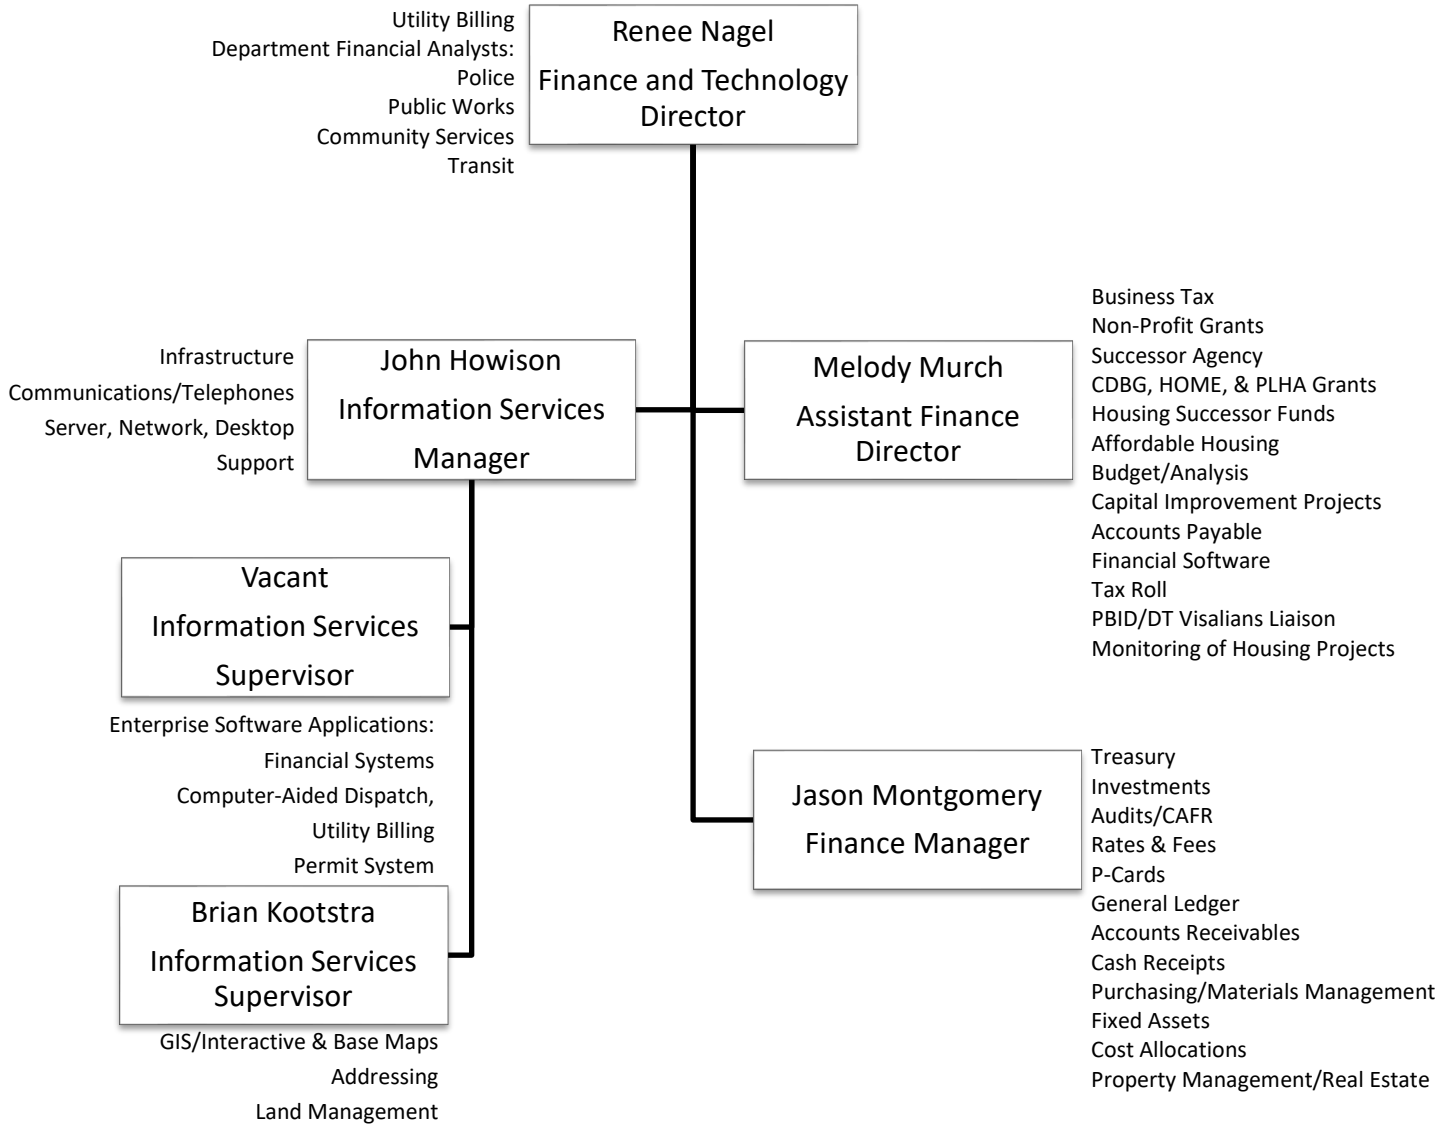 Utility Billing
Department Financial Analysts:
Police
Public Works
Community Services
Transit
Renee Nagel
Finance and Technology
Director
Infrastructure
Communications/Telephones
Server, Network, Desktop
Support
John Howison
Information Services
Manager
Melody Murch
Assistant Finance
Director
Business Tax
Non-Profit Grants
Successor Agency
CDBG, HOME, & PLHA Grants
Housing Successor Funds
Affordable Housing
Budget/Analysis
Capital Improvement Projects
Accounts Payable
Financial Software
Tax Roll
PBID/DT Visalians Liaison
Monitoring of Housing Projects
Vacant
Information Services
Supervisor
Enterprise Software Applications:
Financial Systems
Computer-Aided Dispatch,
Utility Billing
Permit System
Brian Kootstra
Information Services
Supervisor
GIS/Interactive & Base Maps
Addressing
Land Management
Jason Montgomery
Finance Manager
Treasury
Investments
Audits/CAFR
Rates & Fees
P-Cards
General Ledger
Accounts Receivables
Cash Receipts
Purchasing/Materials Management
Fixed Assets
Cost Allocations
Property Management/Real Estate